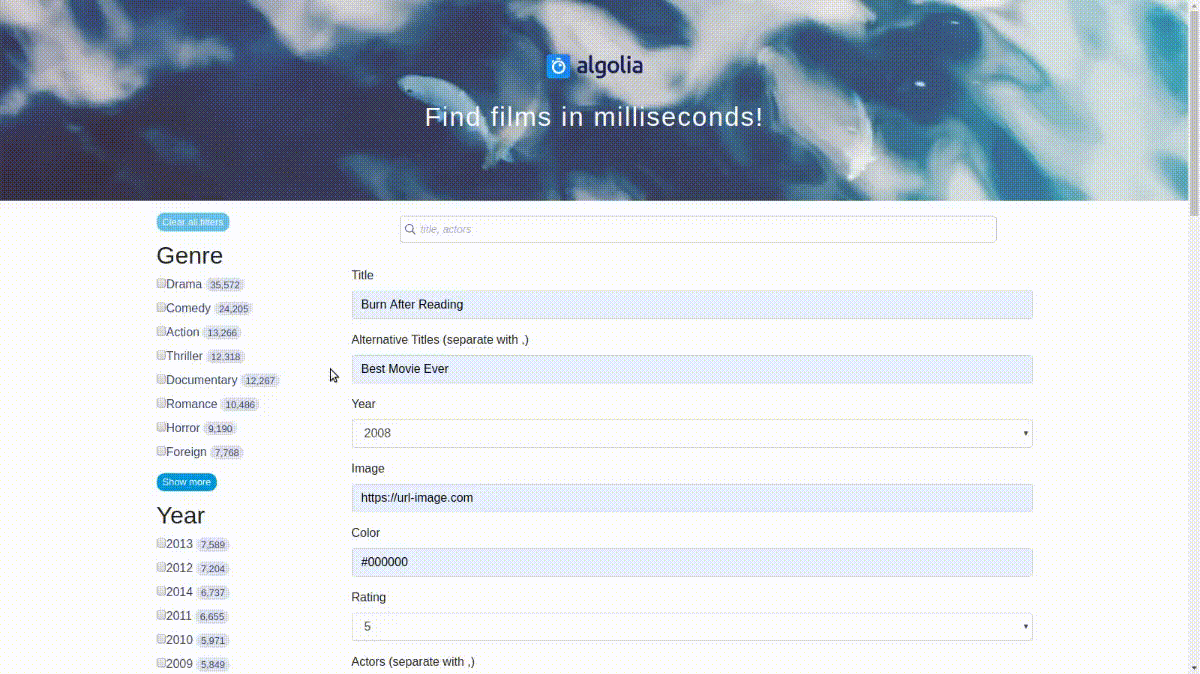 algolia
Find films in milliseconds!
Clear all filters
Genre
Drama 35,572
Comedy 24,205
Action 13,266
Thriller 12,318
Documentary 12,267
Romance 10,486
Horror 9,190
Foreign 7,768
Show more
Year
2013 7,589
2012 7,204
2014 6,737
2011 6,655
2010 5,971
2009 5,849
title, actors
Title
Burn After Reading
Alternative Titles (separate with ,)
Best Movie Ever
Year
2008
Image
https://url-image.com
Color
#000000
Rating
5
Actors (separate with ,)